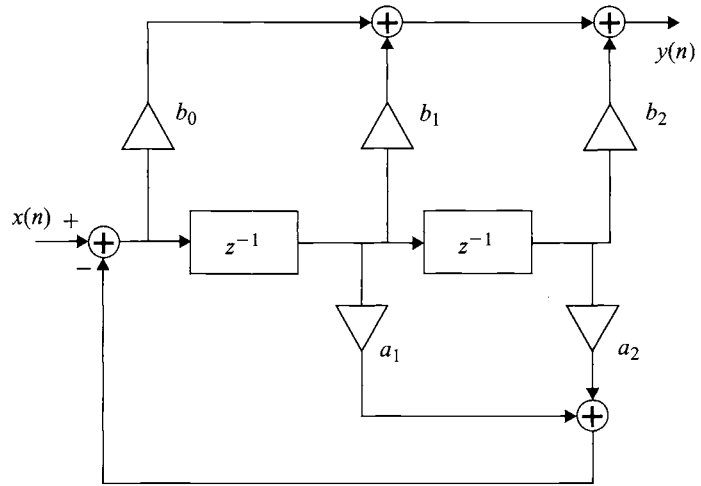 y(n)
b₀
b₁
b₂
x(n) +
z⁻¹
z⁻¹
−
a₁
a₂